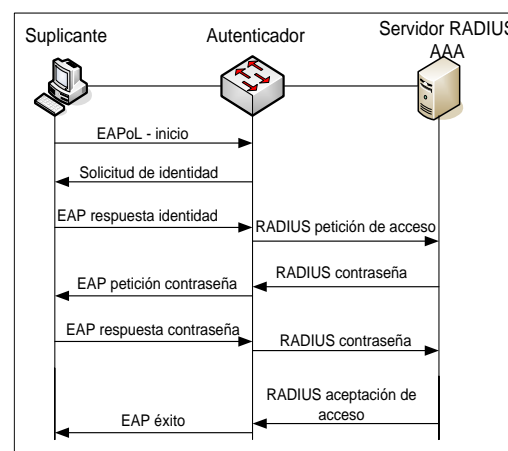 Suplicante
Autenticador
Servidor RADIUS
AAA
EAPoL - inicio
Solicitud de identidad
EAP respuesta identidad
RADIUS petición de acceso
RADIUS contraseña
EAP petición contraseña
EAP respuesta contraseña
RADIUS contraseña
RADIUS aceptación de
acceso
EAP éxito